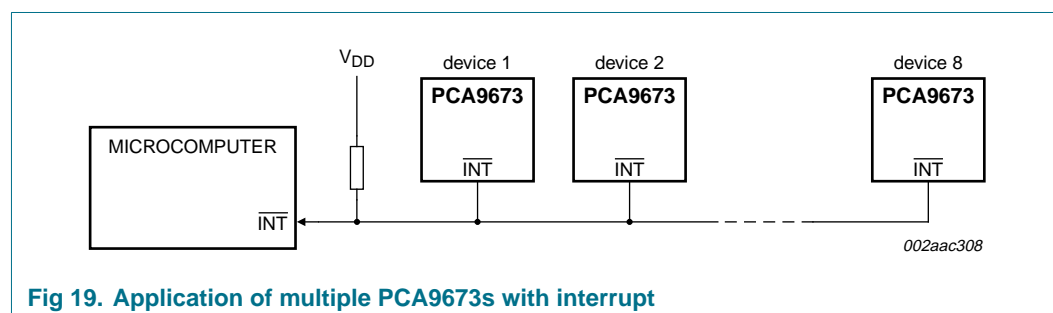 VDD
device 1
device 2
device 8
PCA9673
PCA9673
PCA9673
MICROCOMPUTER
INT
INT
INT
INT
002aac308
Fig 19. Application of multiple PCA9673s with interrupt